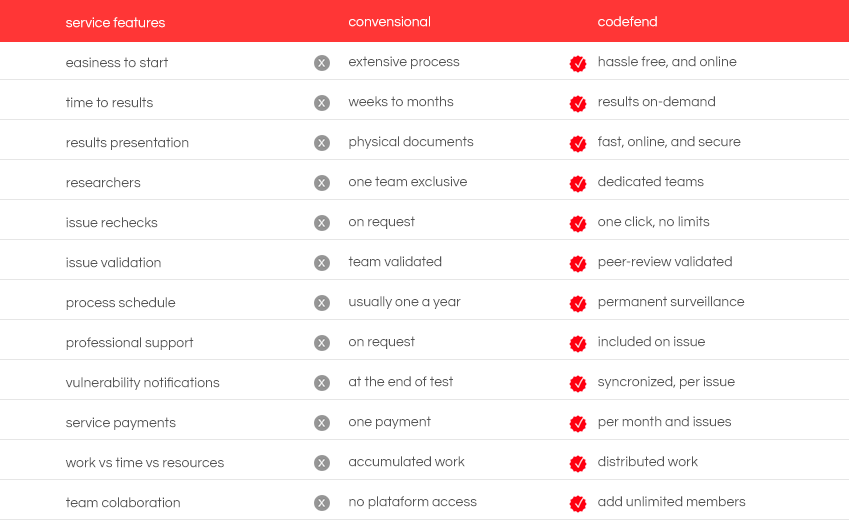 service features convensional codefend
easiness to start X extensive process hassle free, and online
time to results X weeks to months results on-demand
results presentation X physical documents fast, online, and secure
researchers X one team exclusive dedicated teams
issue rechecks X on request one click, no limits
issue validation X team validated peer-review validated
process schedule X usually one a year permanent surveillance
professional support X on request included on issue
vulnerability notifications X at the end of test syncronized, per issue
service payments X one payment per month and issues
work vs time vs resources X accumulated work distributed work
team colaboration X no plataform access add unlimited members